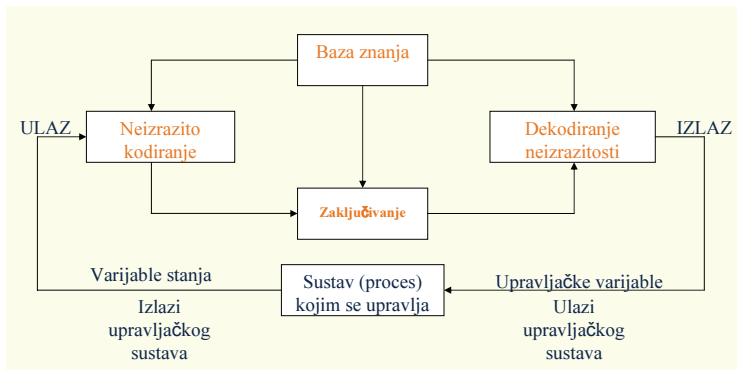 Baza znanja
ULAZ
Neizrazito
kodiranje
Dekodiranje
neizrazitosti
IZLAZ
Zaključivanje
Varijable stanja
Sustav (proces)
kojim se upravlja
Upravljačke varijable
Izlazi
upravljačkog
sustava
Ulazi
upravljačkog
sustava